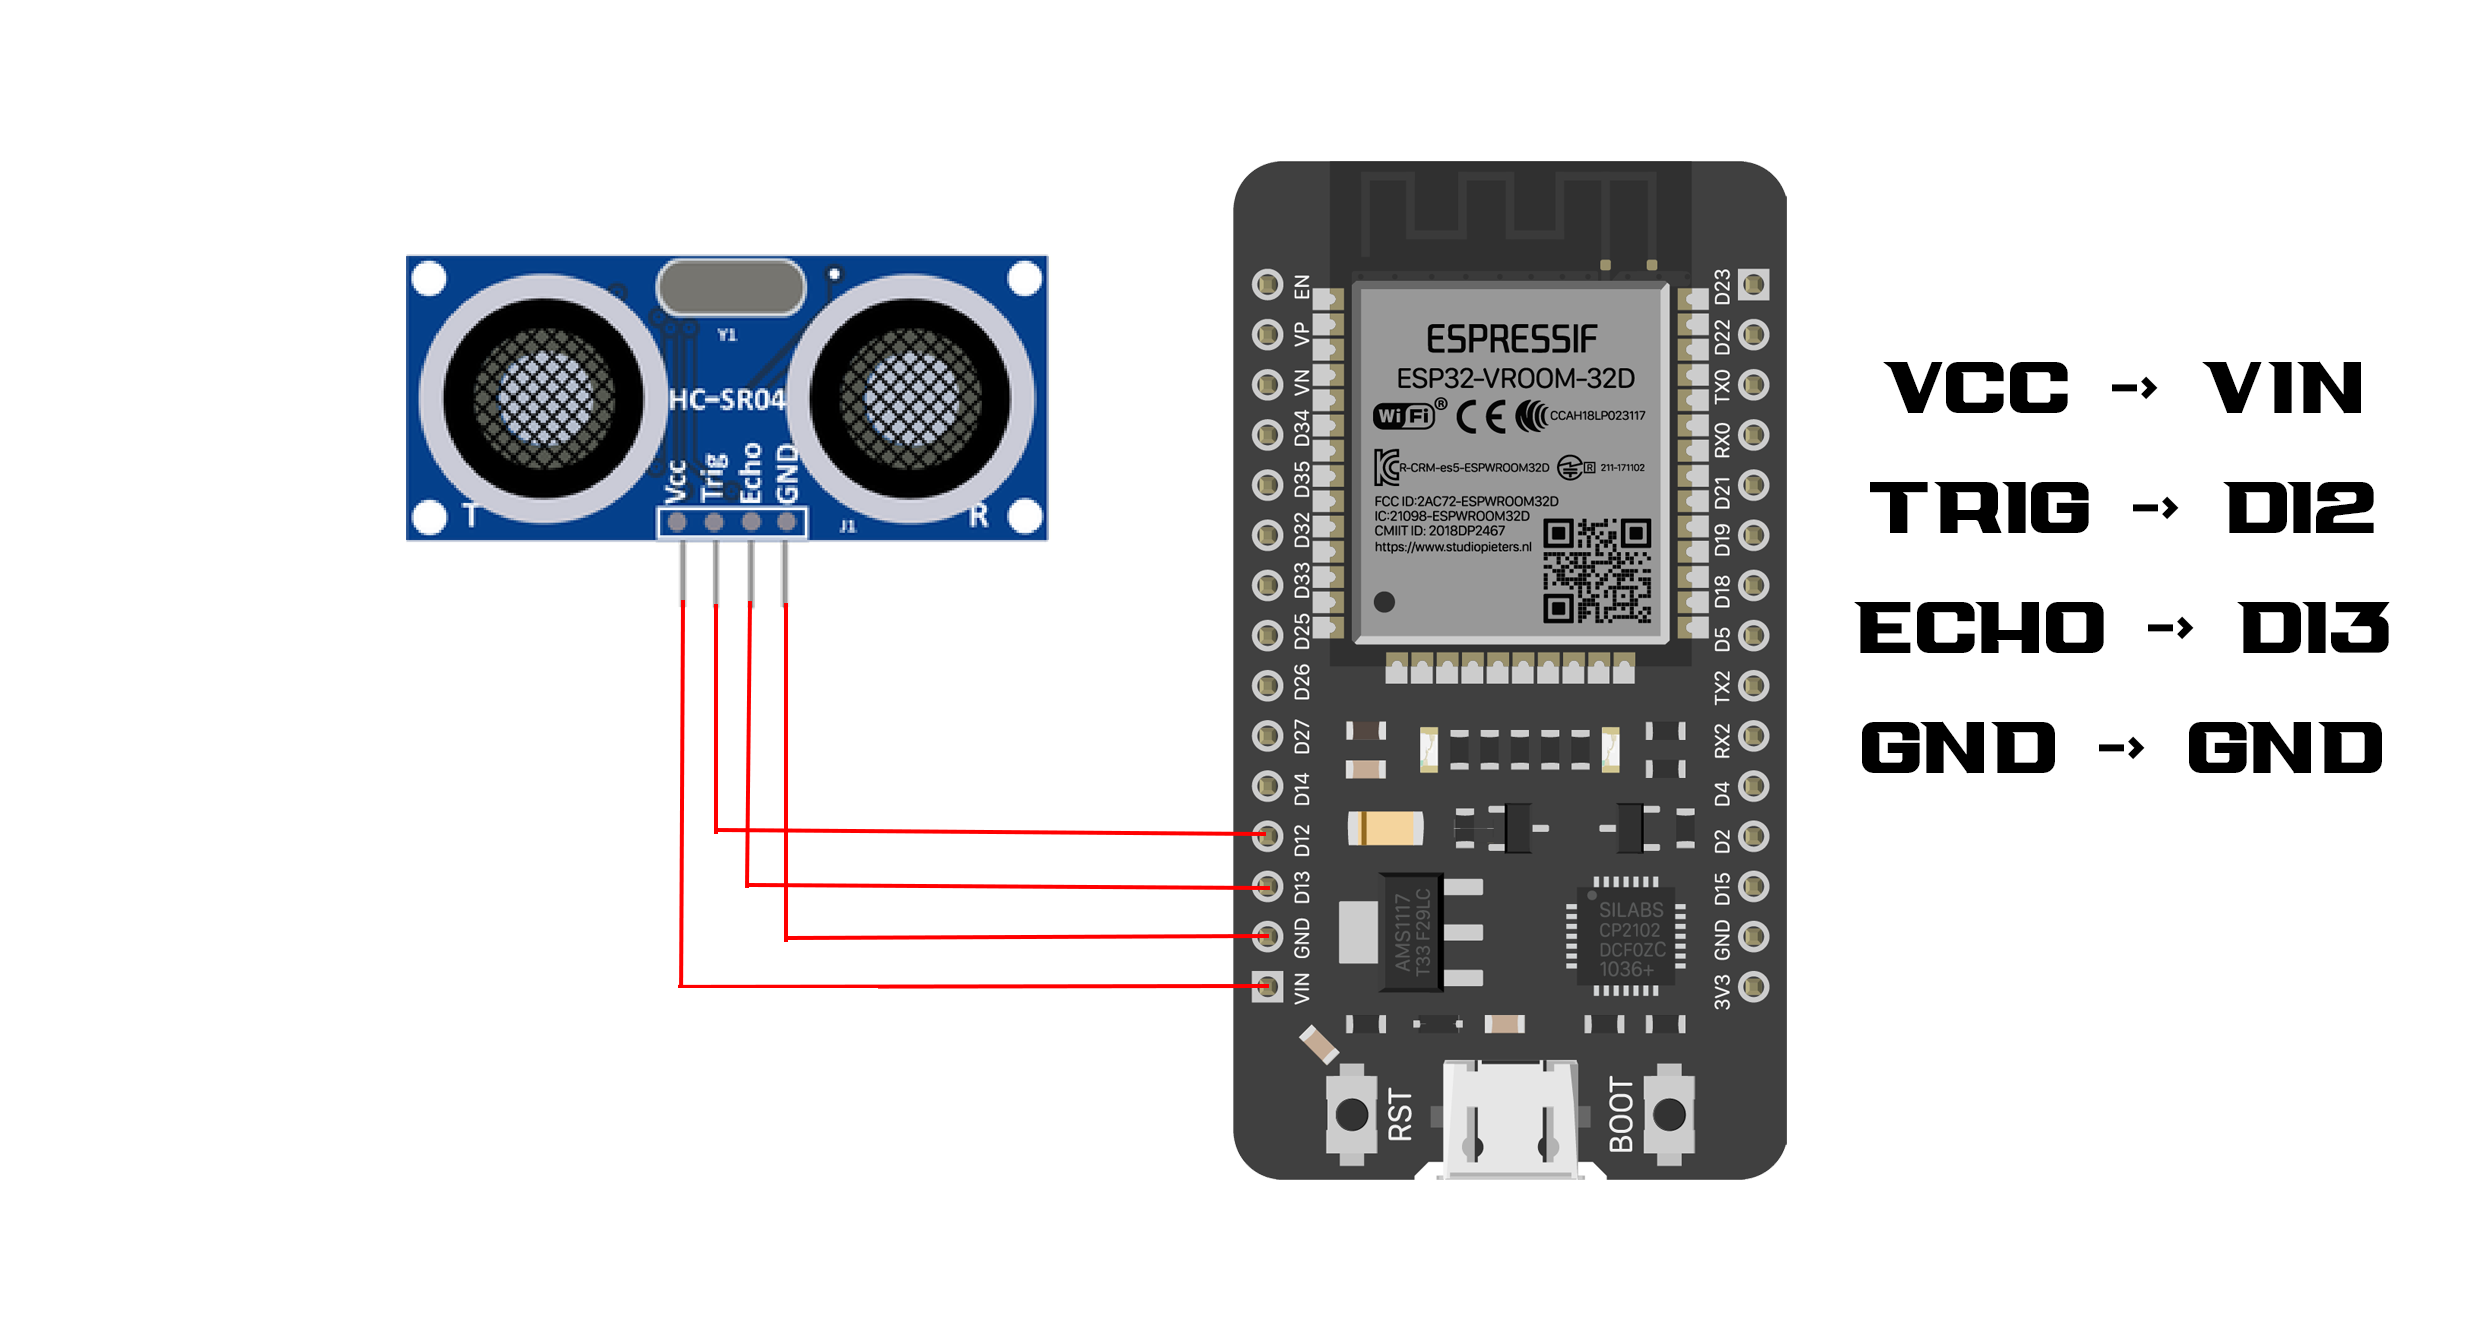 Y1
HC-SR04
Vcc
Trig
Echo
GND
T
J1
R
EN
VP
VN
D34
D35
D32
D33
D25
D26
D27
D14
D12
D13
GND
VIN
ESPRESSIF
ESP32-VROOM-32D
WiFi® CE CCAH18LP023117
R-CRM-es5-ESPWROOM32D R 211-171102
FCC ID:2AC72-ESPWROOM32D
IC:21098-ESPWROOM32D
CMIIT ID: 2018DP2467
https://www.studiopieters.nl
AMS1117
T33 F29LC
SILABS
CP2102
DCF0ZC
1036+
RST
BOOT
D23
D22
TX0
RX0
D21
D19
D18
D5
TX2
RX2
D4
D2
D15
GND
3V3
VCC -> VIN
TRIG -> D12
ECHO -> D13
GND -> GND